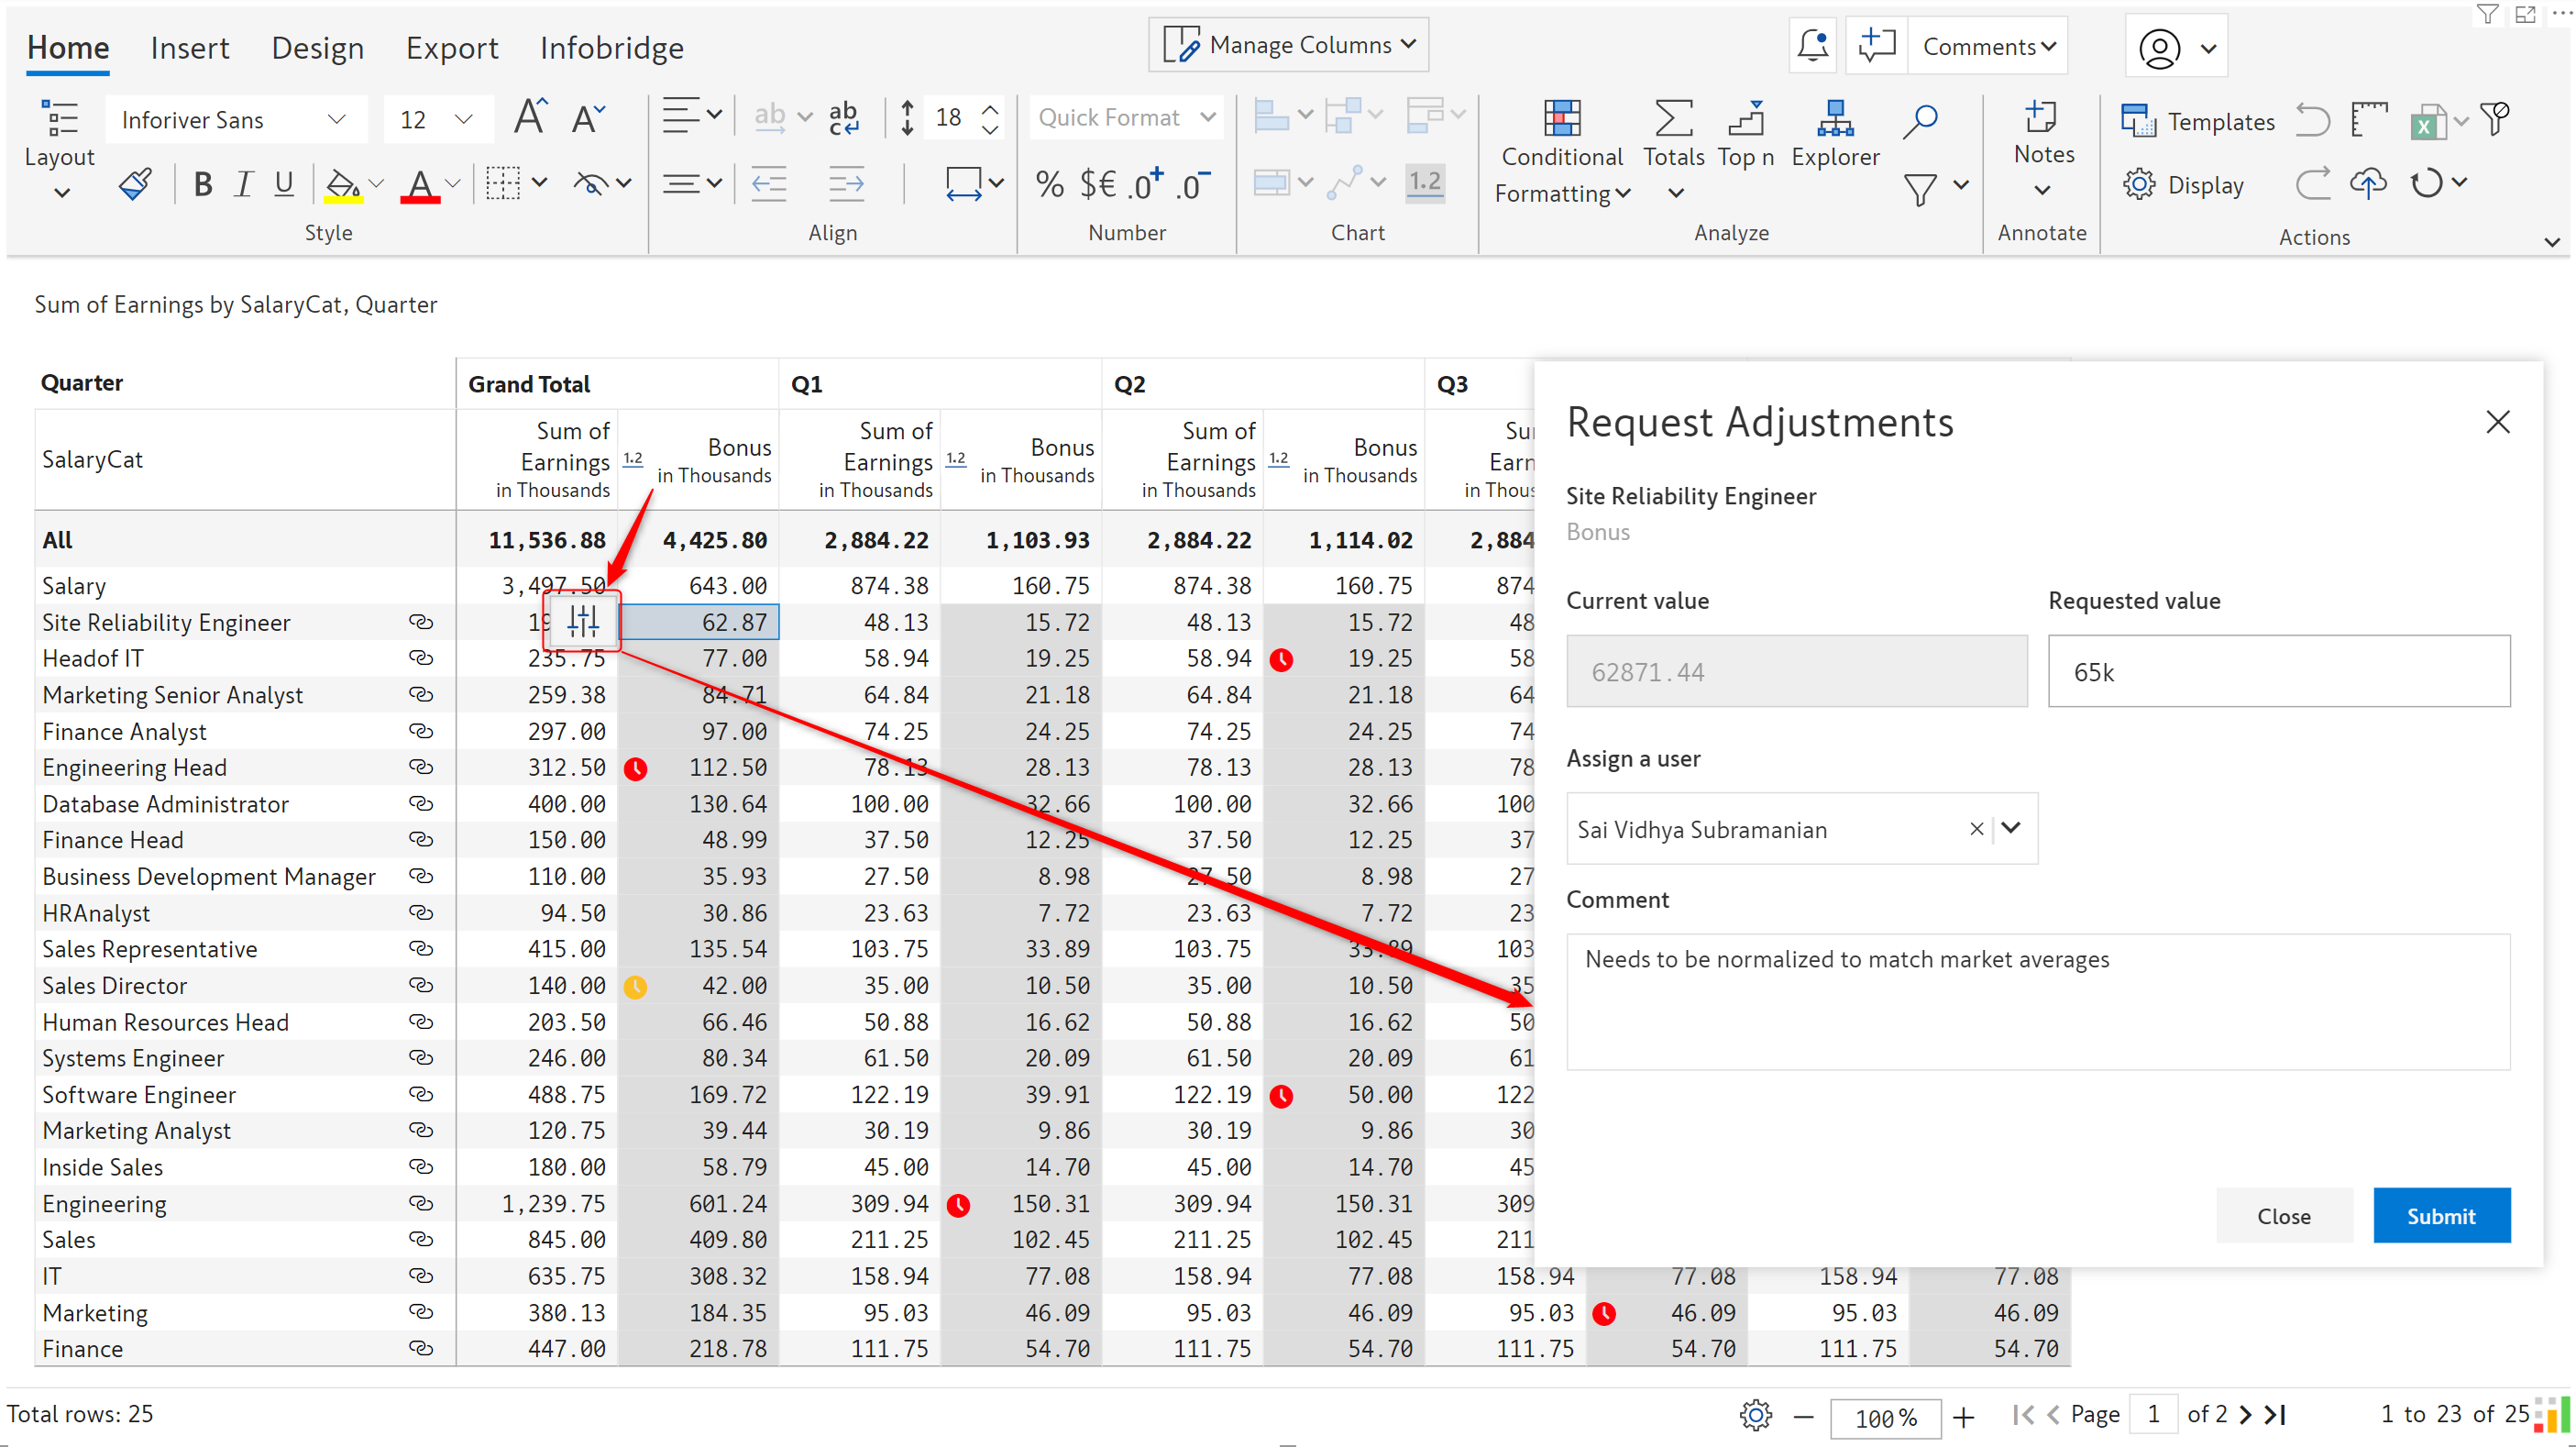 Home Insert Design Export Infobridge Manage Columns Comments
Inforiver Sans 12 A A ab ab c 18 Quick Format Templates
Layout Conditional Formatting Totals Top n Explorer Notes
B I U A % $€ .0+ .0- 1.2 Display
Style Align Number Chart Analyze Annotate Actions
Sum of Earnings by SalaryCat, Quarter
Quarter Grand Total Q1 Q2 Q3
SalaryCat Sum of Earnings in Thousands 1.2 Bonus in Thousands Sum of Earnings in Thousands 1.2 Bonus in Thousands Sum of Earnings in Thousands 1.2 Bonus in Thousands
All 11,536.88 4,425.80 2,884.22 1,103.93 2,884.22 1,114.02 2,884
Salary 3,497.50 643.00 874.38 160.75 874.38 160.75 874
Site Reliability Engineer 19 62.87 48.13 15.72 48.13 15.72 48
Headof IT 235.75 77.00 58.94 19.25 58.94 19.25 58
Marketing Senior Analyst 259.38 84.71 64.84 21.18 64.84 21.18 64
Finance Analyst 297.00 97.00 74.25 24.25 74.25 24.25 74
Engineering Head 312.50 112.50 78.13 28.13 78.13 28.13 78
Database Administrator 400.00 130.64 100.00 32.66 100.00 32.66 100
Finance Head 150.00 48.99 37.50 12.25 37.50 12.25 37
Business Development Manager 110.00 35.93 27.50 8.98 27.50 8.98 27
HRAnalyst 94.50 30.86 23.63 7.72 23.63 7.72 23
Sales Representative 415.00 135.54 103.75 33.89 103.75 33.89 103
Sales Director 140.00 42.00 35.00 10.50 35.00 10.50 35
Human Resources Head 203.50 66.46 50.88 16.62 50.88 16.62 50
Systems Engineer 246.00 80.34 61.50 20.09 61.50 20.09 61
Software Engineer 488.75 169.72 122.19 39.91 122.19 50.00 122
Marketing Analyst 120.75 39.44 30.19 9.86 30.19 9.86 30
Inside Sales 180.00 58.79 45.00 14.70 45.00 14.70 45
Engineering 1,239.75 601.24 309.94 150.31 309.94 150.31 309
Sales 845.00 409.80 211.25 102.45 211.25 102.45 211
IT 635.75 308.32 158.94 77.08 158.94 77.08 158.94 77.08 158.94 77.08
Marketing 380.13 184.35 95.03 46.09 95.03 46.09 95.03 46.09 95.03 46.09
Finance 447.00 218.78 111.75 54.70 111.75 54.70 111.75 54.70 111.75 54.70
Request Adjustments
Site Reliability Engineer
Bonus
Current value Requested value
62871.44 65k
Assign a user
Sai Vidhya Subramanian
Comment
Needs to be normalized to match market averages
Close Submit
Total rows: 25 100% Page 1 of 2 1 to 23 of 25